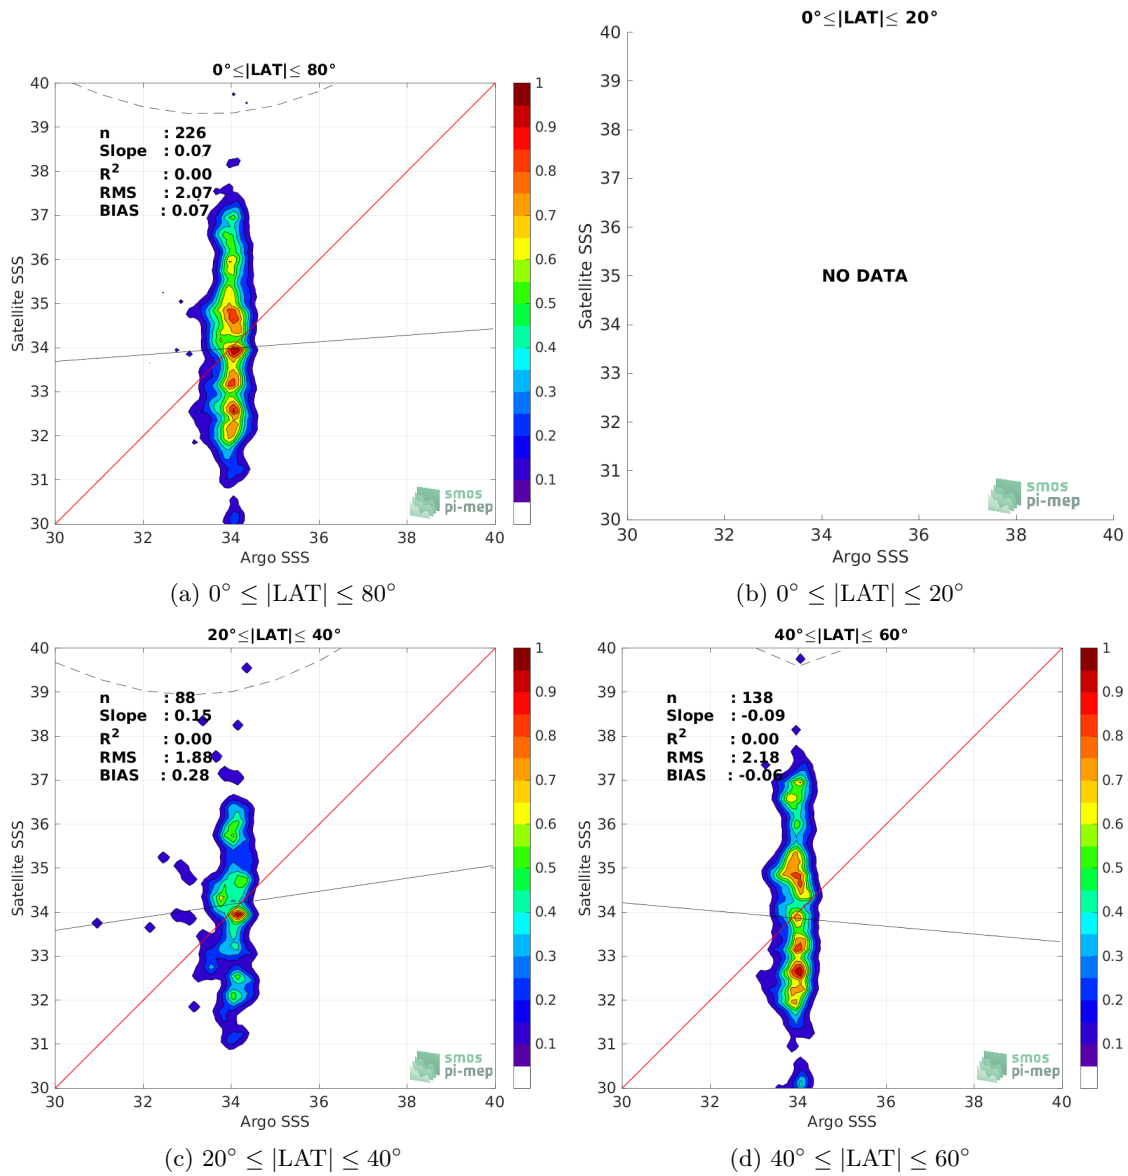 0°≤|LAT|≤ 80°
40
39
38
37
36
35
34
33
32
31
30
Satellite SSS
n : 226
Slope : 0.07
R² : 0.00
RMS : 2.07
BIAS : 0.07
30 32 34 36 38 40
Argo SSS
1
0.9
0.8
0.7
0.6
0.5
0.4
0.3
0.2
0.1
smos
pi-mep
(a) 0° ≤ |LAT| ≤ 80°
0°≤|LAT|≤ 20°
40
39
38
37
36
35
34
33
32
31
30
Satellite SSS
NO DATA
smos
pi-mep
30 32 34 36 38 40
Argo SSS
(b) 0° ≤ |LAT| ≤ 20°
20°≤|LAT|≤ 40°
40
39
38
37
36
35
34
33
32
31
30
Satellite SSS
n : 88
Slope : 0.15
R² : 0.00
RMS : 1.88
BIAS : 0.28
30 32 34 36 38 40
Argo SSS
1
0.9
0.8
0.7
0.6
0.5
0.4
0.3
0.2
0.1
smos
pi-mep
(c) 20° ≤ |LAT| ≤ 40°
40°≤|LAT|≤ 60°
40
39
38
37
36
35
34
33
32
31
30
Satellite SSS
n : 138
Slope : -0.09
R² : 0.00
RMS : 2.18
BIAS : -0.06
30 32 34 36 38 40
Argo SSS
1
0.9
0.8
0.7
0.6
0.5
0.4
0.3
0.2
0.1
smos
pi-mep
(d) 40° ≤ |LAT| ≤ 60°